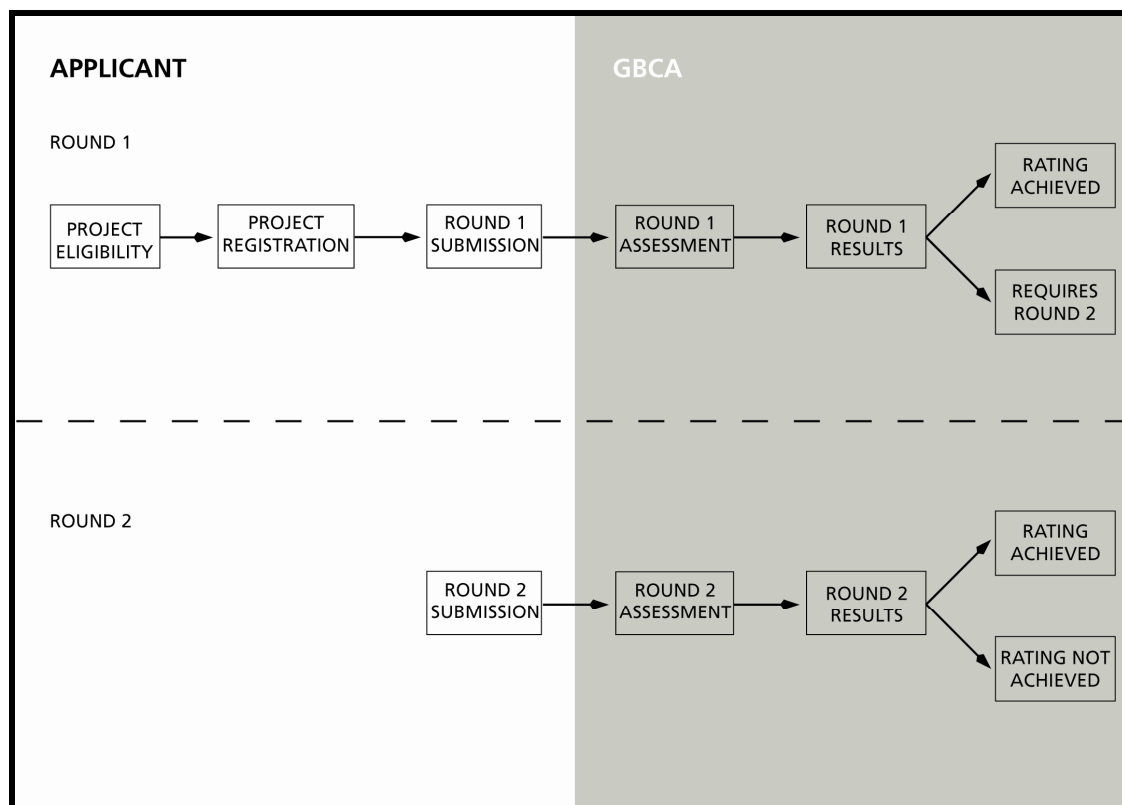 APPLICANT
GBCA
ROUND 1
PROJECT
ELIGIBILITY
PROJECT
REGISTRATION
ROUND 1
SUBMISSION
ROUND 1
ASSESSMENT
ROUND 1
RESULTS
RATING
ACHIEVED
REQUIRES
ROUND 2
ROUND 2
ROUND 2
SUBMISSION
ROUND 2
ASSESSMENT
ROUND 2
RESULTS
RATING
ACHIEVED
RATING NOT
ACHIEVED